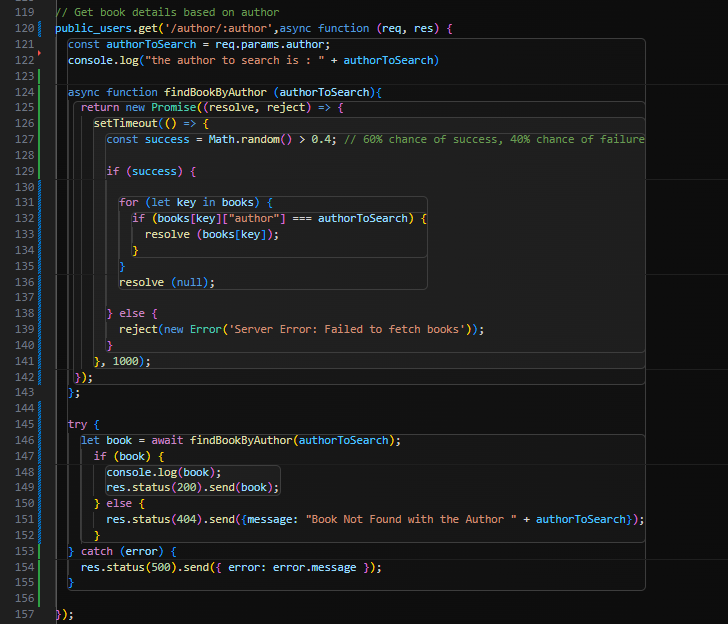 119 // Get book details based on author
120 public_users.get('/author/:author',async function (req, res) {
121 const authorToSearch = req.params.author;
122 console.log("the author to search is : " + authorToSearch)
123
124 async function findBookByAuthor (authorToSearch){
125 return new Promise((resolve, reject) => {
126 setTimeout(() => {
127 const success = Math.random() > 0.4; // 60% chance of success, 40% chance of failure
128
129 if (success) {
130
131 for (let key in books) {
132 if (books[key]["author"] === authorToSearch) {
133 resolve (books[key]);
134 }
135 }
136 resolve (null);
137
138 } else {
139 reject(new Error('Server Error: Failed to fetch books'));
140 }
141 }, 1000);
142 });
143 };
144
145 try {
146 let book = await findBookByAuthor(authorToSearch);
147 if (book) {
148 console.log(book);
149 res.status(200).send(book);
150 } else {
151 res.status(404).send({message: "Book Not Found with the Author " + authorToSearch});
152 }
153 } catch (error) {
154 res.status(500).send({ error: error.message });
155 }
156
157 });